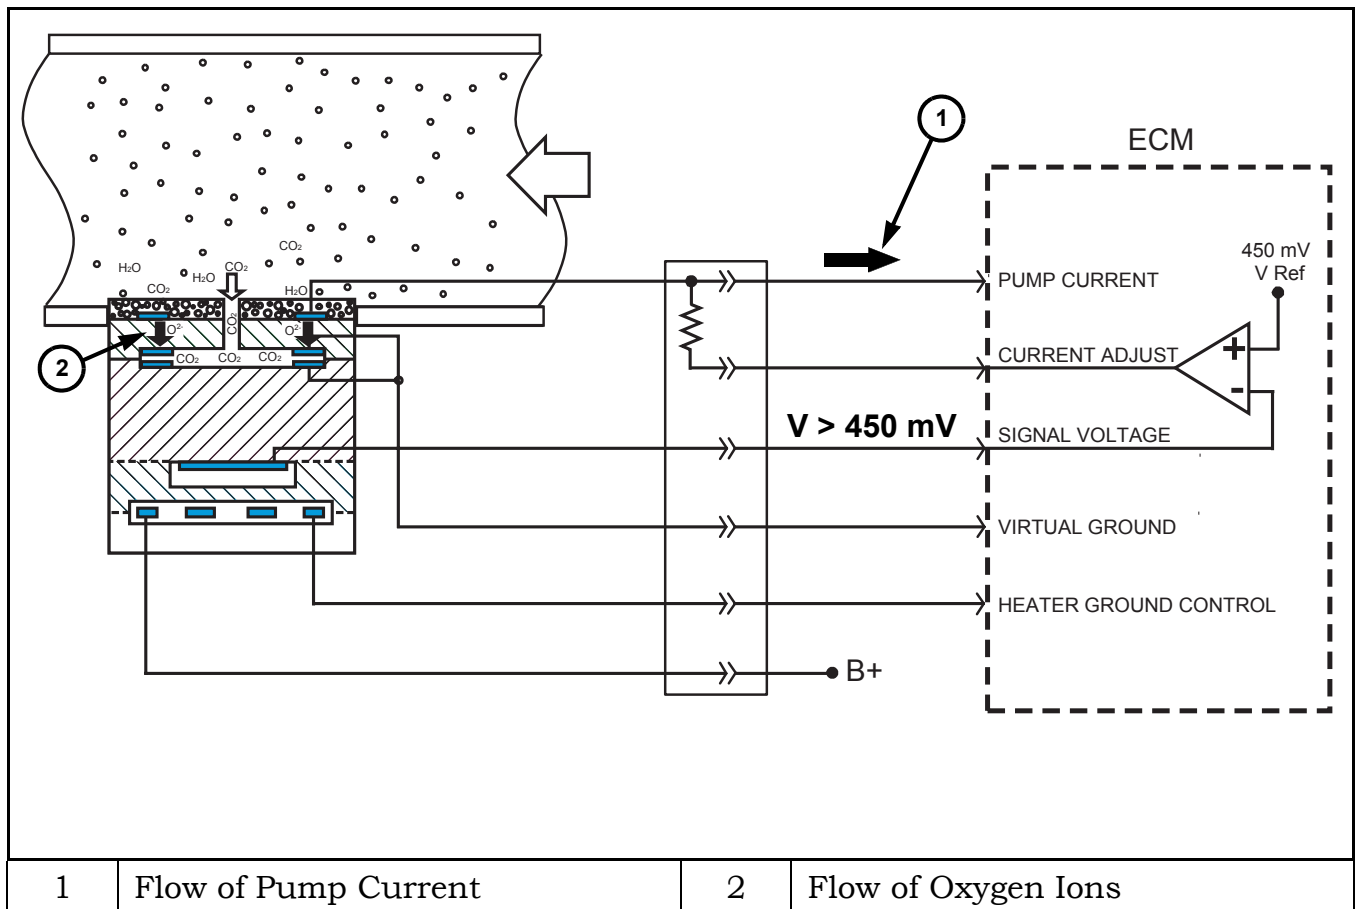 1
ECM
450 mV
V Ref
PUMP CURRENT
CO₂
H₂O
CO₂
H₂O
CO₂
H₂O
CO₂
O²⁻
O²⁻
CO₂
CO₂
CO₂
2
CURRENT ADJUST
+
-
V > 450 mV
SIGNAL VOLTAGE
VIRTUAL GROUND
HEATER GROUND CONTROL
B+
1 Flow of Pump Current 2 Flow of Oxygen Ions